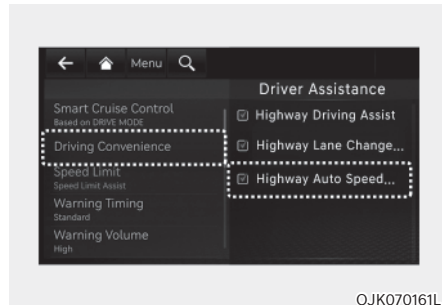 Menu
Driver Assistance
Smart Cruise Control
Based on DRIVE MODE
Driving Convenience
Speed Limit
Speed Limit Assist
Warning Timing
Standard
Warning Volume
High
Highway Driving Assist
Highway Lane Change...
Highway Auto Speed...
OJK070161L